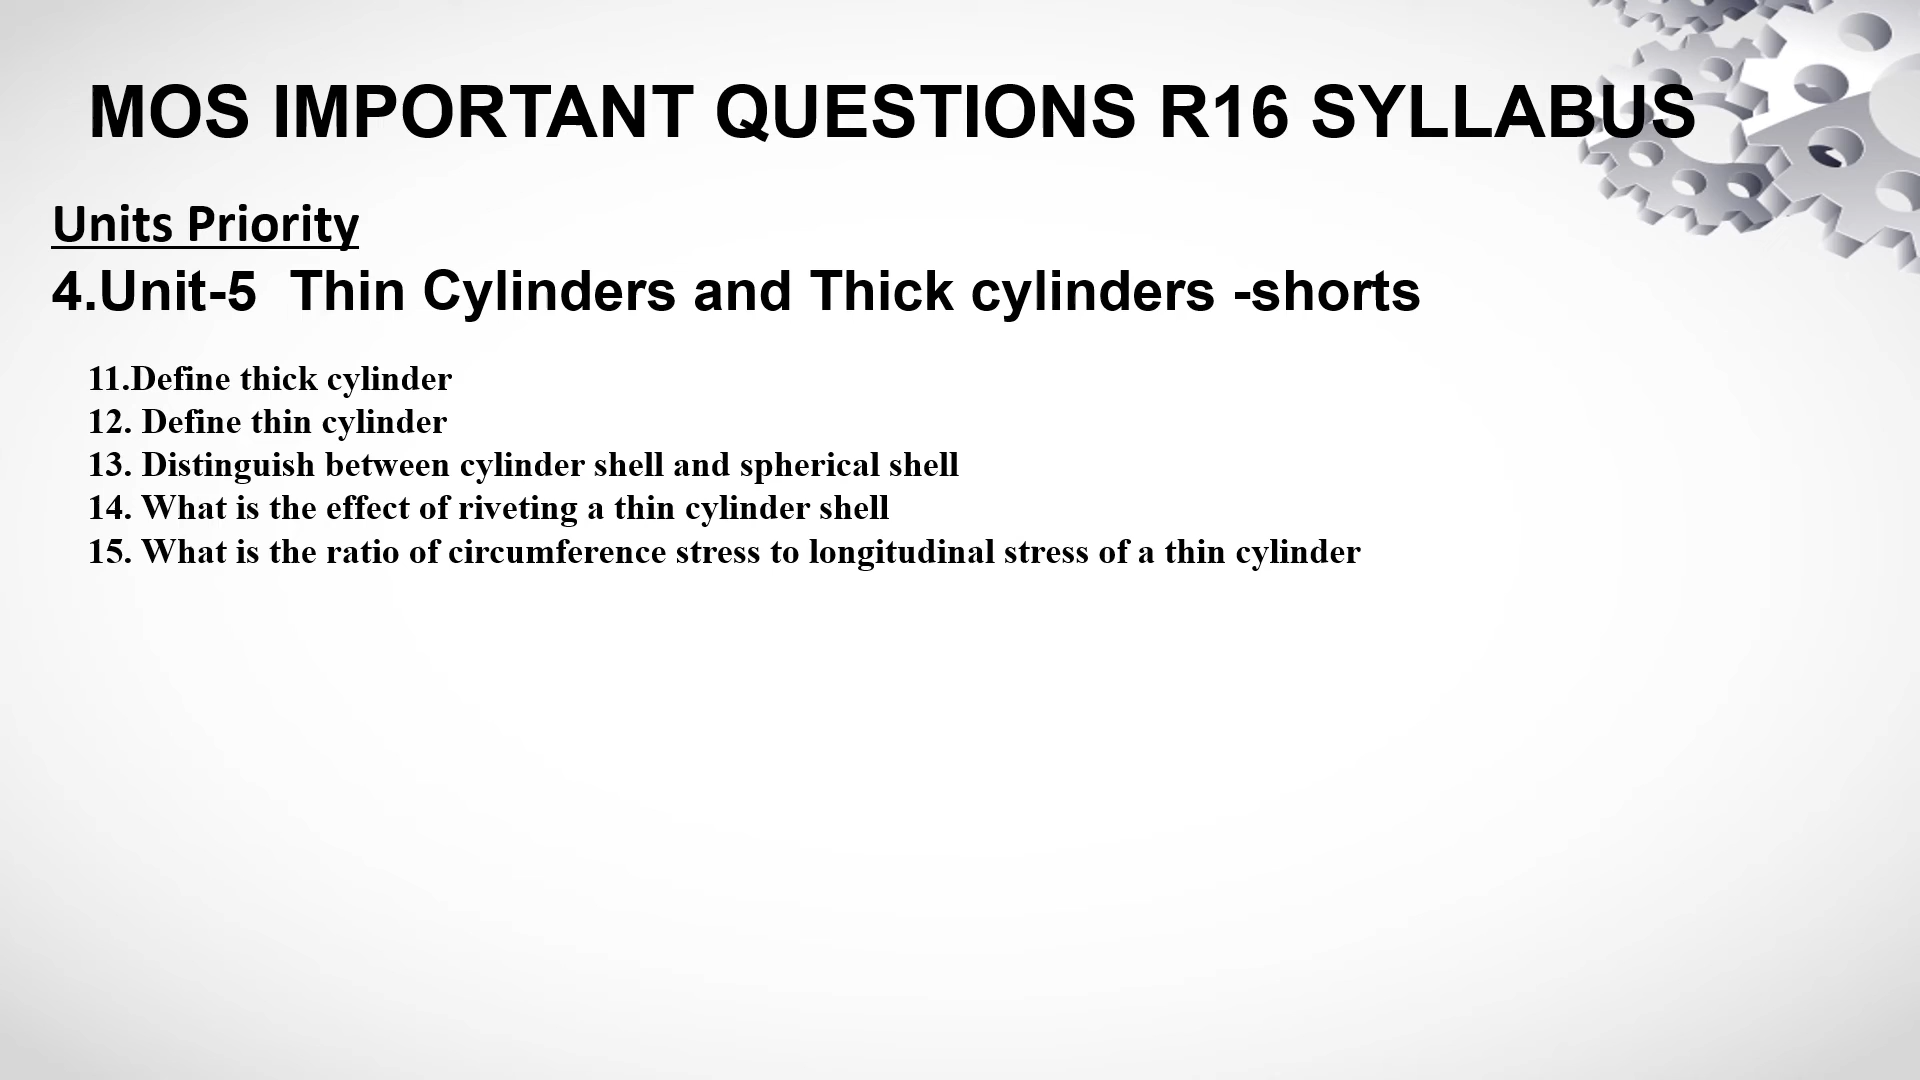 MOS IMPORTANT QUESTIONS R16 SYLLABUS
Units Priority
4.Unit-5  Thin Cylinders and Thick cylinders -shorts
11.Define thick cylinder
12. Define thin cylinder
13. Distinguish between cylinder shell and spherical shell
14. What is the effect of riveting a thin cylinder shell
15. What is the ratio of circumference stress to longitudinal stress of a thin cylinder